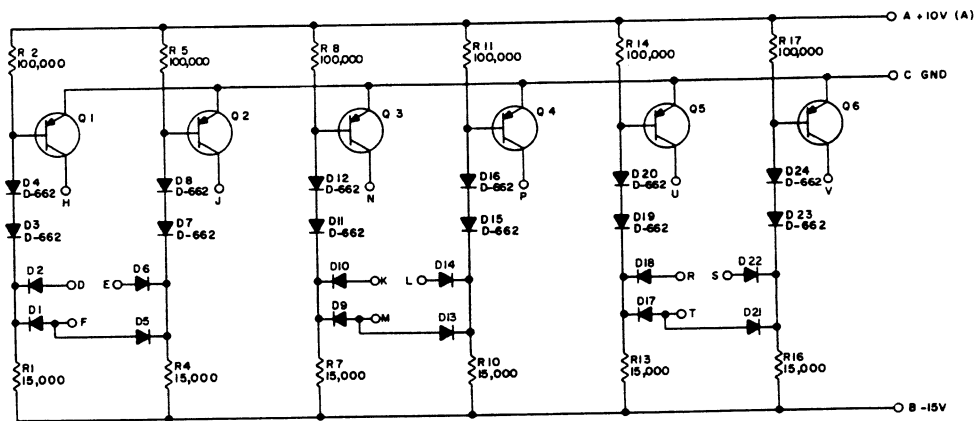 A +10V (A)
R 2
100,000
R 5
100,000
R 8
100,000
R 11
100,000
R 14
100,000
R 17
100,000
C GND
Q 1
Q 2
Q 3
Q 4
Q 5
Q 6
D 4
D-662
H
D 8
D-662
J
D 12
D-662
N
D 16
D-662
P
D 20
D-662
U
D 24
D-662
V
D 3
D-662
D 7
D-662
D 11
D-662
D 15
D-662
D 19
D-662
D 23
D-662
D 2
D
E
D 6
D 10
K
L
D 14
D 18
R
S
D 22
D 1
F
D 5
D 9
M
D 13
D 17
T
D 21
R 1
15,000
R 4
15,000
R 7
15,000
R 10
15,000
R 13
15,000
R 16
15,000
B -15V